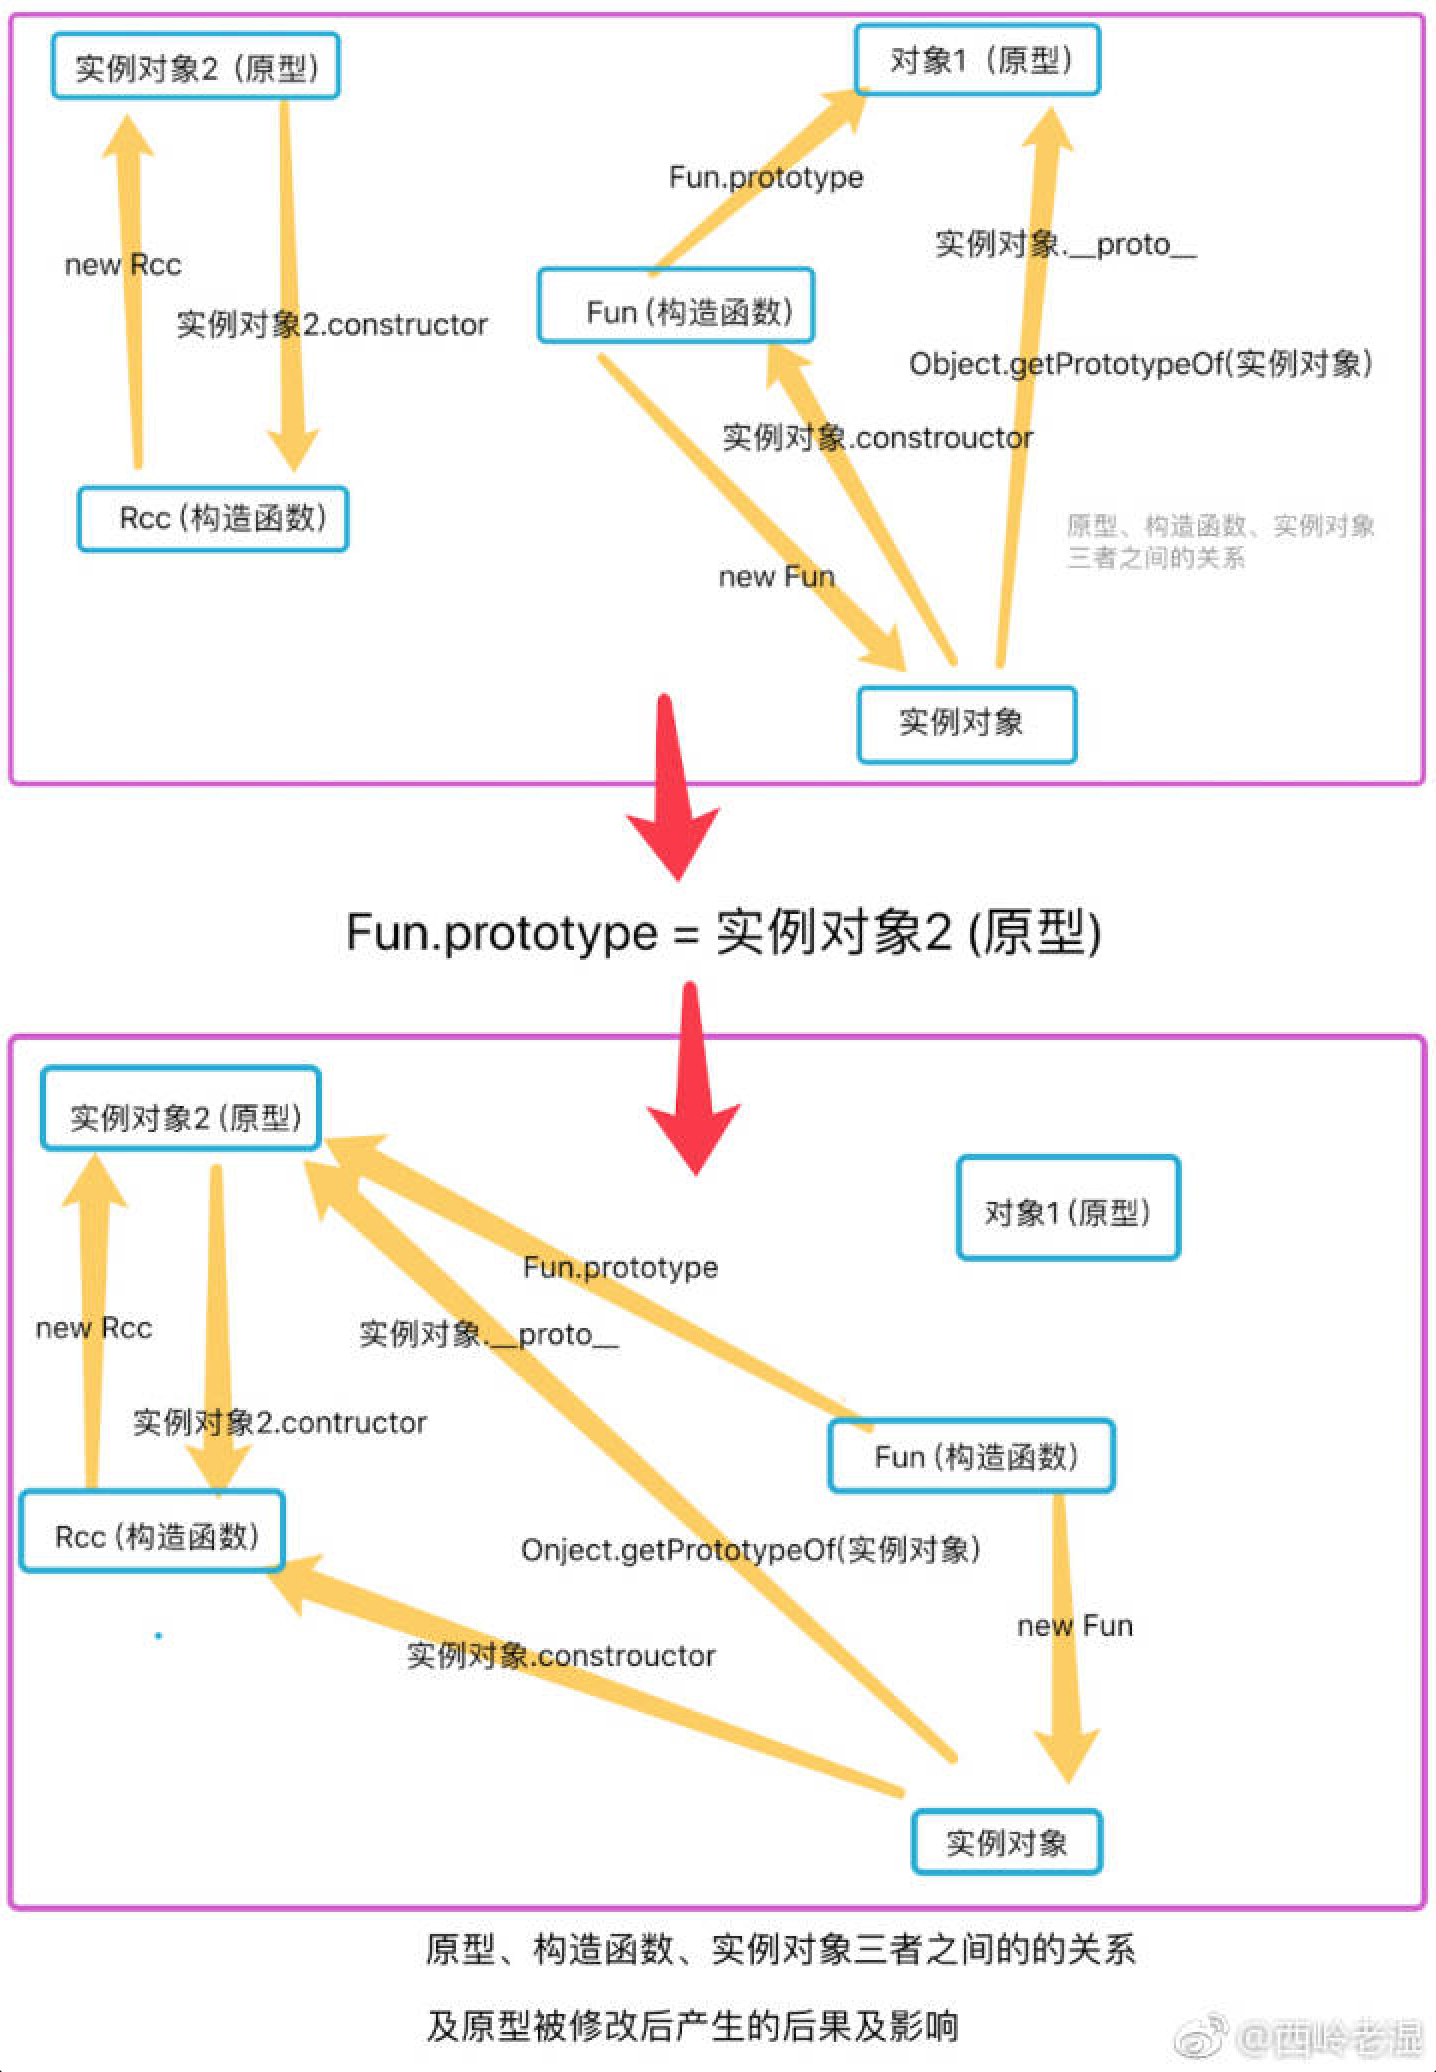 实例对象2（原型）
对象1（原型）
Fun.prototype
实例对象.__proto__
new Rcc
Fun（构造函数）
实例对象2.constructor
Object.getPrototypeOf(实例对象)
实例对象.constrouctor
Rcc（构造函数）
原型、构造函数、实例对象
三者之间的关系
new Fun
实例对象
Fun.prototype = 实例对象2 (原型)
实例对象2（原型）
对象1（原型）
Fun.prototype
new Rcc
实例对象.__proto__
实例对象2.contructor
Fun（构造函数）
Rcc（构造函数）
Onject.getPrototypeOf(实例对象)
new Fun
实例对象.constrouctor
实例对象
原型、构造函数、实例对象三者之间的的关系
及原型被修改后产生的后果及影响
@西岭老湿